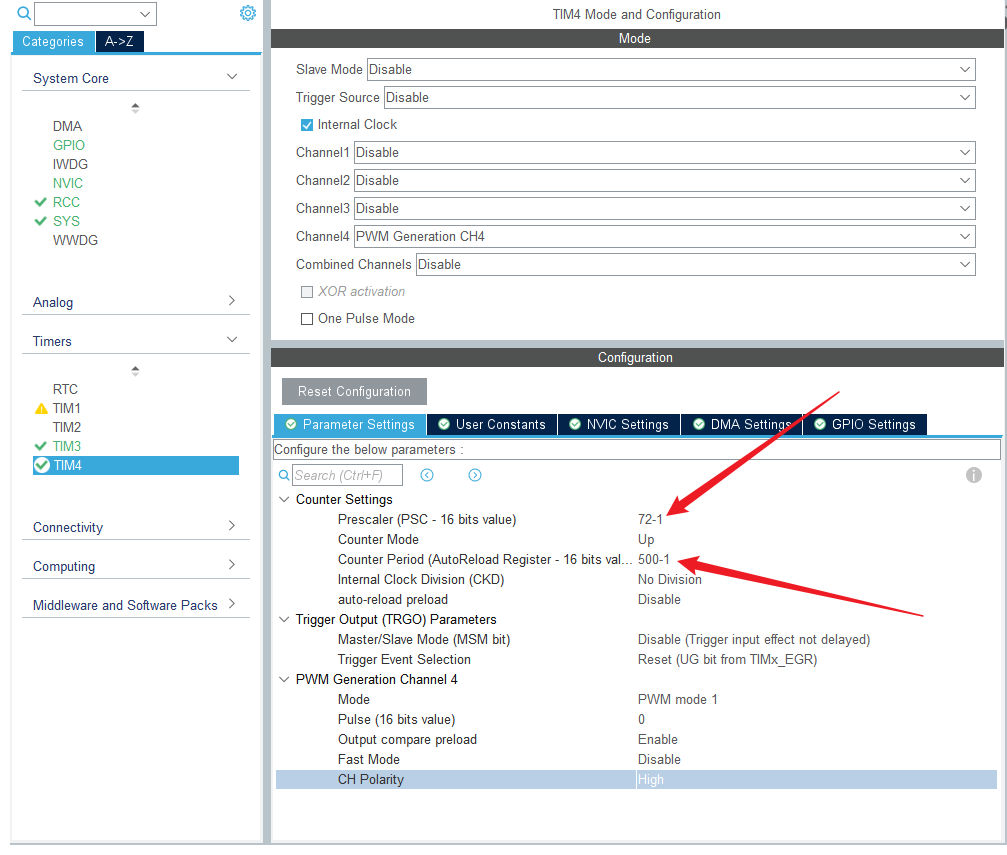 Categories
A->Z
System Core
DMA
GPIO
IWDG
NVIC
RCC
SYS
WWDG
Analog
Timers
RTC
TIM1
TIM2
TIM3
TIM4
Connectivity
Computing
Middleware and Software Packs
TIM4 Mode and Configuration
Mode
Slave Mode Disable
Trigger Source Disable
Internal Clock
Channel1 Disable
Channel2 Disable
Channel3 Disable
Channel4 PWM Generation CH4
Combined Channels Disable
XOR activation
One Pulse Mode
Configuration
Reset Configuration
Parameter Settings User Constants NVIC Settings DMA Settings GPIO Settings
Configure the below parameters :
Search (Ctrl+F)
Counter Settings
Prescaler (PSC - 16 bits value) 72-1
Counter Mode Up
Counter Period (AutoReload Register - 16 bits val... 500-1
Internal Clock Division (CKD) No Division
auto-reload preload Disable
Trigger Output (TRGO) Parameters
Master/Slave Mode (MSM bit) Disable (Trigger input effect not delayed)
Trigger Event Selection Reset (UG bit from TIMx_EGR)
PWM Generation Channel 4
Mode PWM mode 1
Pulse (16 bits value) 0
Output compare preload Enable
Fast Mode Disable
CH Polarity High